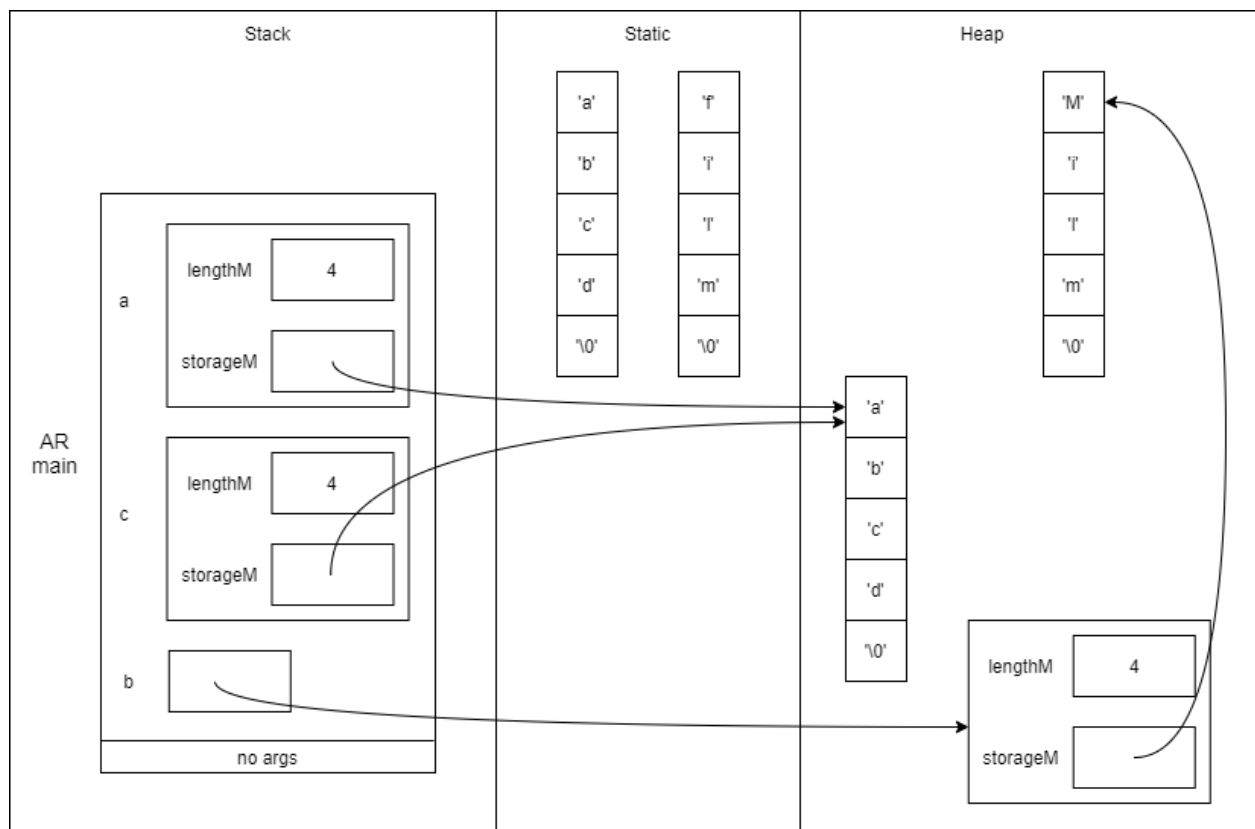 Stack
Static
Heap
AR
main
a
lengthM
4
storageM
c
lengthM
4
storageM
b
no args
'a'
'b'
'c'
'd'
'\0'
'f'
'i'
'l'
'm'
'\0'
'a'
'b'
'c'
'd'
'\0'
'M'
'i'
'l'
'm'
'\0'
lengthM
4
storageM